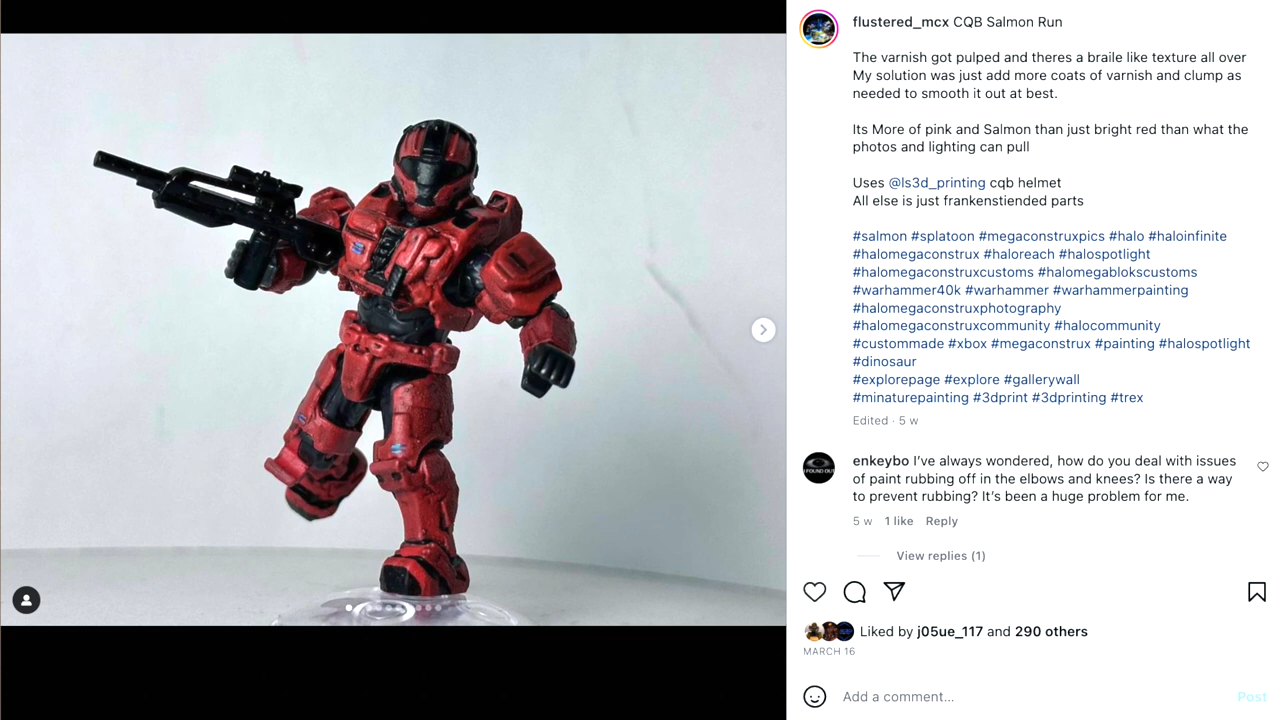 flustered_mcx CQB Salmon Run
The varnish got pulped and theres a braile like texture all over
My solution was just add more coats of varnish and clump as
needed to smooth it out at best.
Its More of pink and Salmon than just bright red than what the
photos and lighting can pull
Uses @ls3d_printing cqb helmet
All else is just frankenstiended parts
#salmon #splatoon #megaconstruxpics #halo #haloinfinite
#halomegaconstrux #haloreach #halospotlight
#halomegaconstruxcustoms #halomegablokscustoms
#warhammer40k #warhammer #warhammerpainting
#halomegaconstruxphotography
#halomegaconstruxcommunity #halocommunity
#custommade #xbox #megaconstrux #painting #halospotlight
#dinosaur
#explorepage #explore #gallerywall
#minaturepainting #3dprint #3dprinting #trex
Edited · 5 w
enkeybo I've always wondered, how do you deal with issues
of paint rubbing off in the elbows and knees? Is there a way
to prevent rubbing? It's been a huge problem for me.
5 w 1 like Reply
View replies (1)
Liked by j05ue_117 and 290 others
MARCH 16
Add a comment...
Post